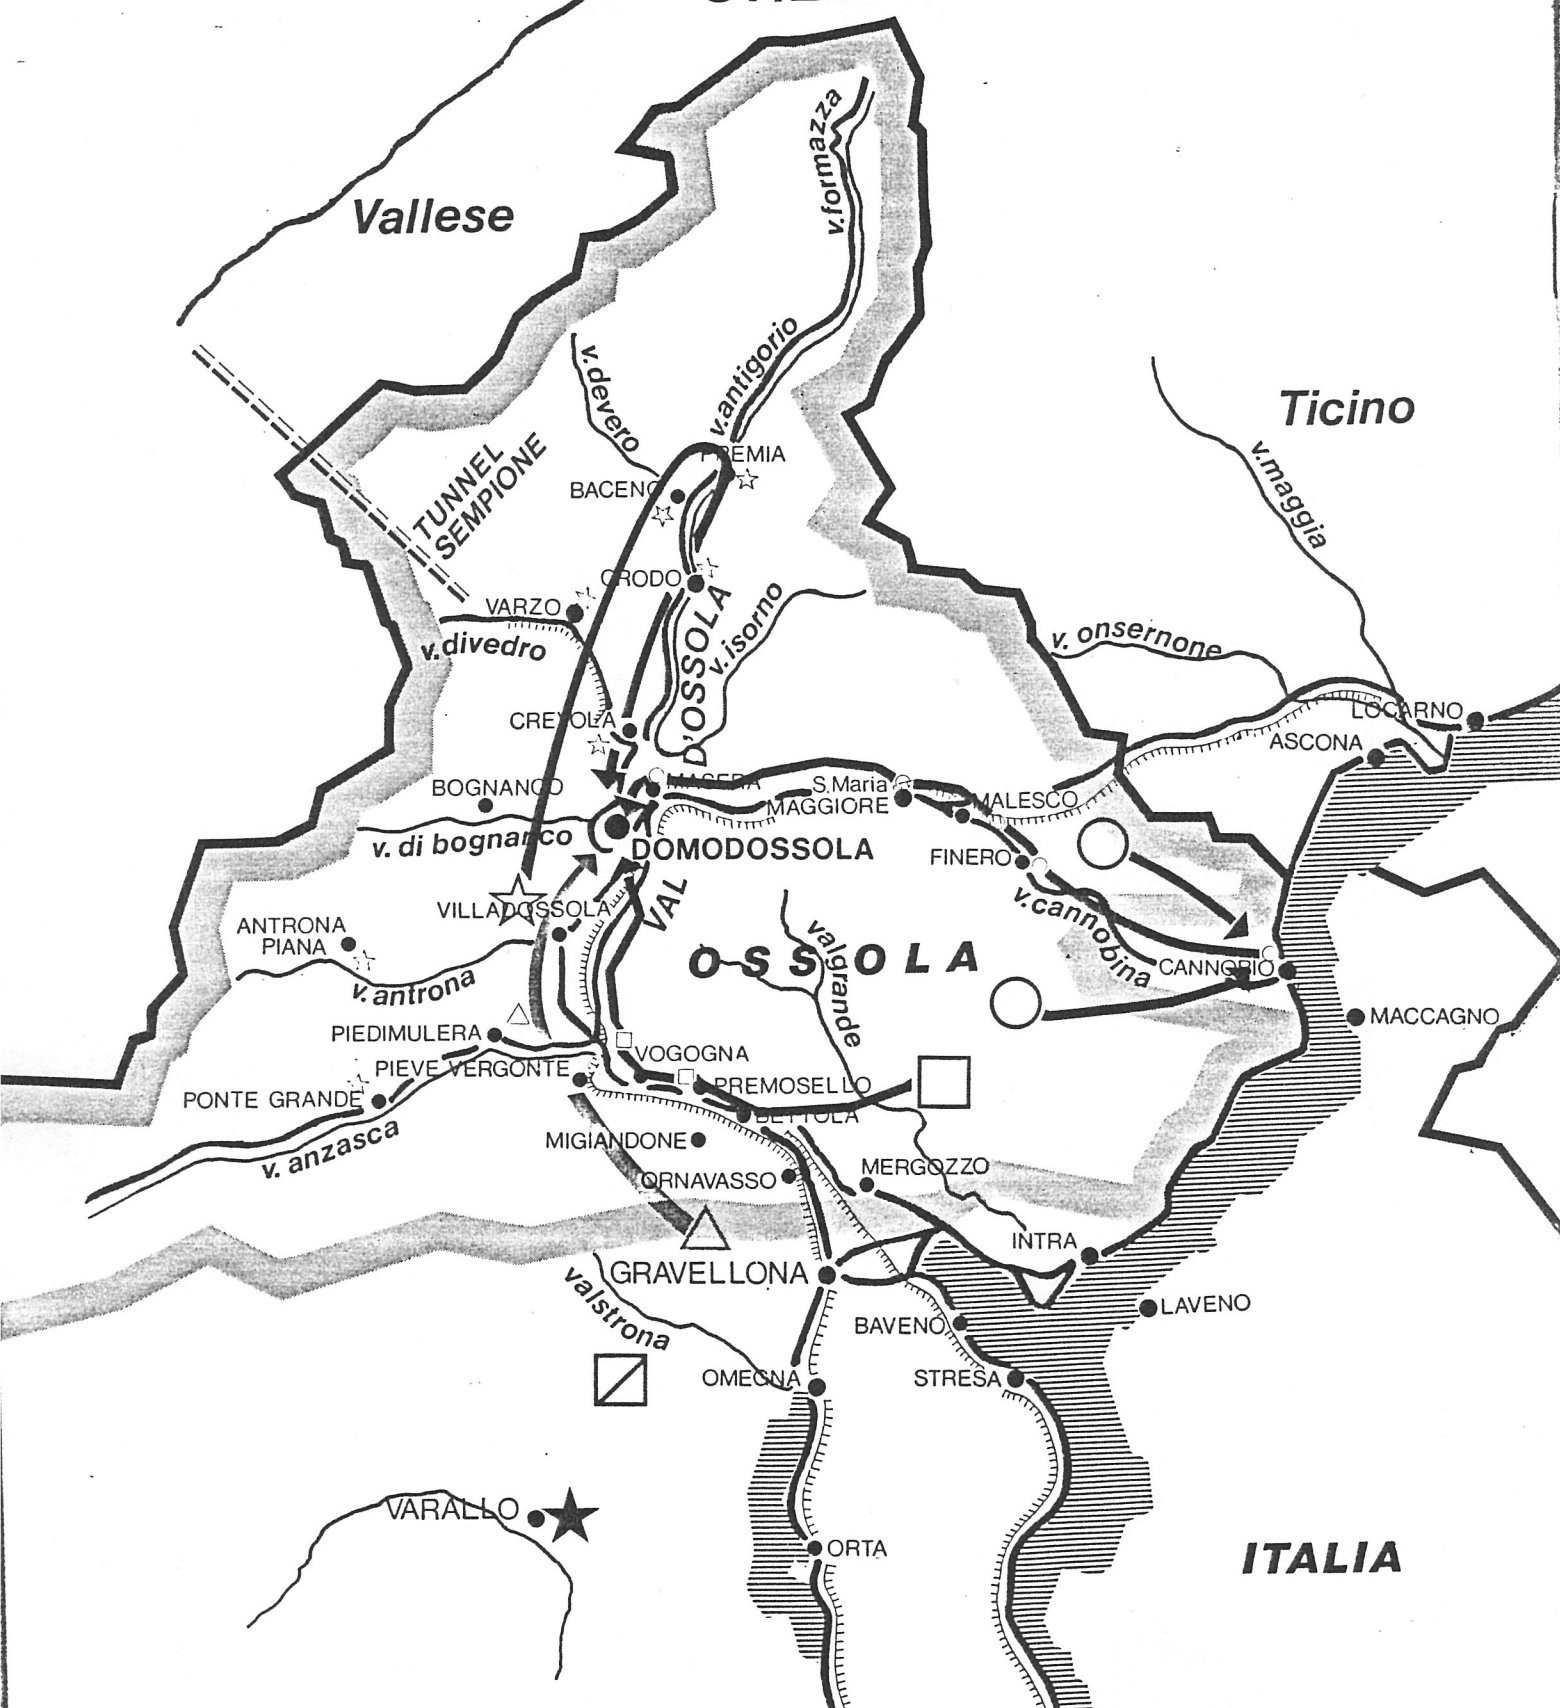 v.formazza
Vallese
v.antigorio
v.devero
Ticino
PREMIA
v.maggia
BACENO
TUNNEL
SEMPIONE
CRODO
VARZO
v.isorno
v.divedro
v. onsernone
D'OSSOLA
CREVOLA
LOCARNO
ASCONA
MASERA
S.Maria
MAGGIORE
BOGNANCO
MALESCO
v. di bognanco
DOMODOSSOLA
FINERO
VAL
v.cannobina
VILLADOSSOLA
ANTRONA
PIANA
valgrande
OSSOLA
CANNOBIO
v.antrona
MACCAGNO
PIEDIMULERA
VOGOGNA
PIEVE VERGONTE
PREMOSELLO
PONTE GRANDE
BETTOLA
v. anzasca
MIGIANDONE
MERGOZZO
ORNAVASSO
INTRA
GRAVELLONA
valstrona
LAVENO
BAVENO
OMEGNA
STRESA
VARALLO
ORTA
ITALIA